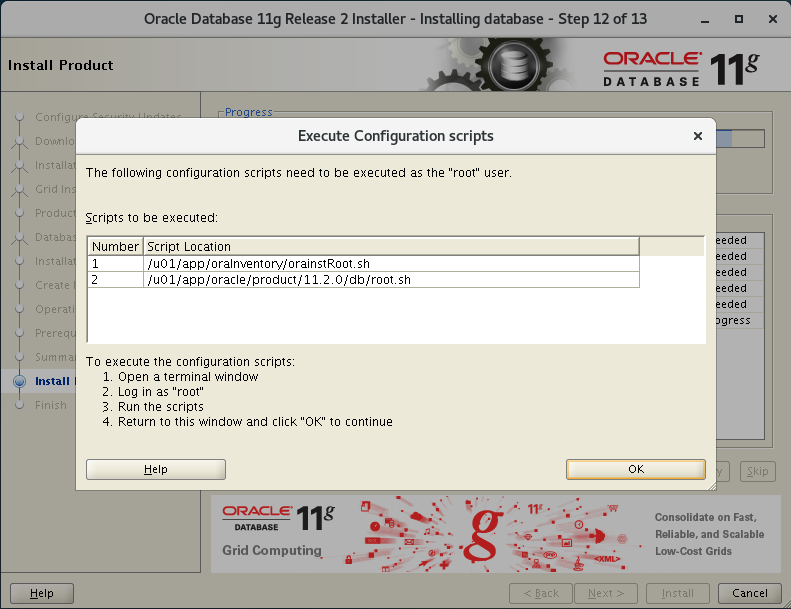 Oracle Database 11g Release 2 Installer - Installing database - Step 12 of 13
Install Product
ORACLE
DATABASE 11g
Configure Security Updates
Progress
Downlo
Installat
Grid Ins
Product
Databas
Installat
Create
Operati
Prerequ
Summa
Install
Finish
Execute Configuration scripts
The following configuration scripts need to be executed as the "root" user.
Scripts to be executed:
Number Script Location
1 /u01/app/oraInventory/orainstRoot.sh
2 /u01/app/oracle/product/11.2.0/db/root.sh
To execute the configuration scripts:
1. Open a terminal window
2. Log in as "root"
3. Run the scripts
4. Return to this window and click "OK" to continue
Help OK
eeded
eeded
eeded
eeded
eeded
ogress
y Skip
ORACLE
DATABASE 11g
Grid Computing
11g
g
<XML>
Consolidate on Fast,
Reliable, and Scalable
Low-Cost Grids
Help < Back Next > Install Cancel